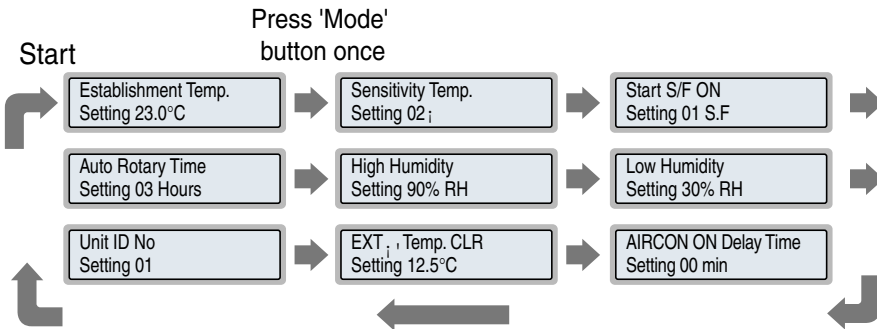 Press 'Mode'
button once
Start
Establishment Temp.
Setting 23.0°C
Sensitivity Temp.
Setting 02 ¡
Start S/F ON
Setting 01 S.F
Auto Rotary Time
Setting 03 Hours
High Humidity
Setting 90% RH
Low Humidity
Setting 30% RH
Unit ID No
Setting 01
EXT ¡ ' Temp. CLR
Setting 12.5°C
AIRCON ON Delay Time
Setting 00 min